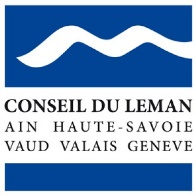 CONSEIL DU LEMAN
AIN HAUTE-SAVOIE
VAUD VALAIS GENEVE